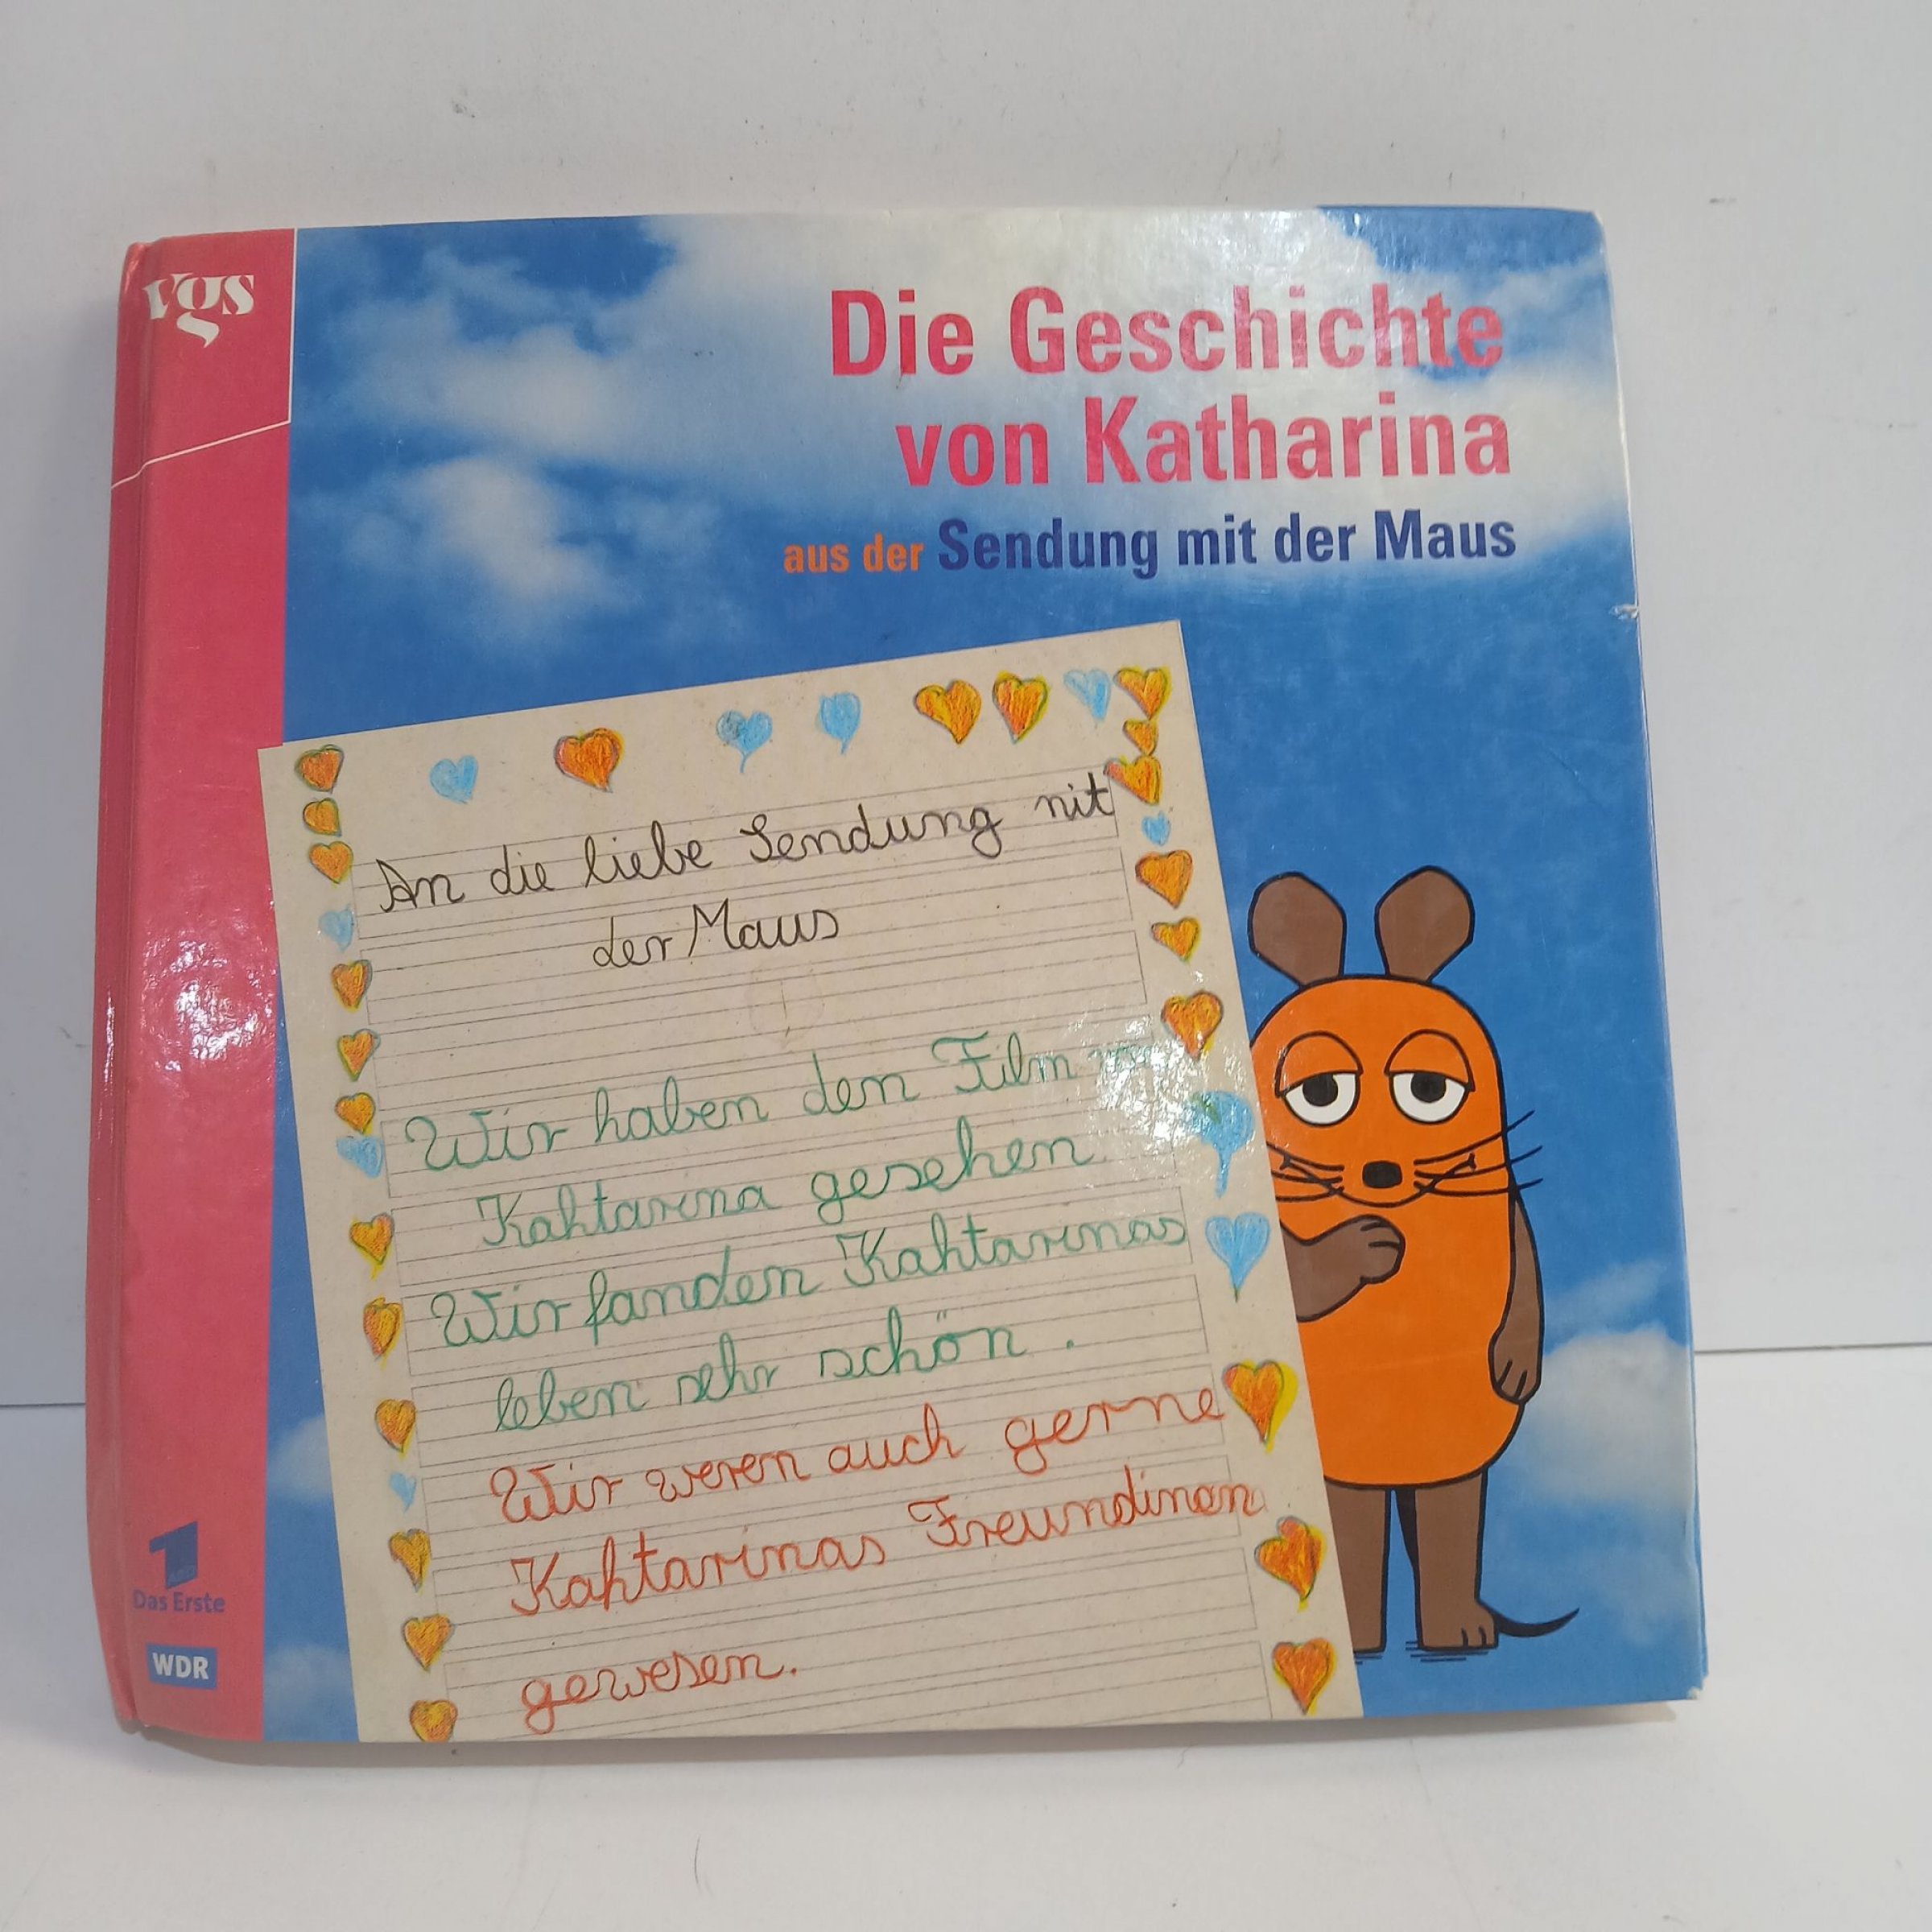 vgs
Die Geschichte
von Katharina
aus der Sendung mit der Maus
An die liebe Sendung nit
der Maus
Wir haben den Film
Kahtarina gesehen.
Wir fanden Kahtarinas
leben sehr schön.
Wir weren auch gerne
Kahtarinas Freundinen
gewesen.
1
Das Erste
WDR